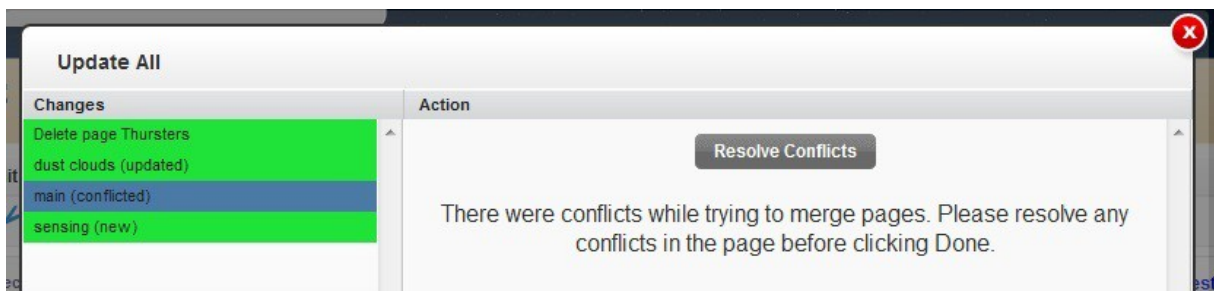 Update All
Changes
Action
Delete page Thursters
dust clouds (updated)
main (conflicted)
sensing (new)
Resolve Conflicts
There were conflicts while trying to merge pages. Please resolve any
conflicts in the page before clicking Done.